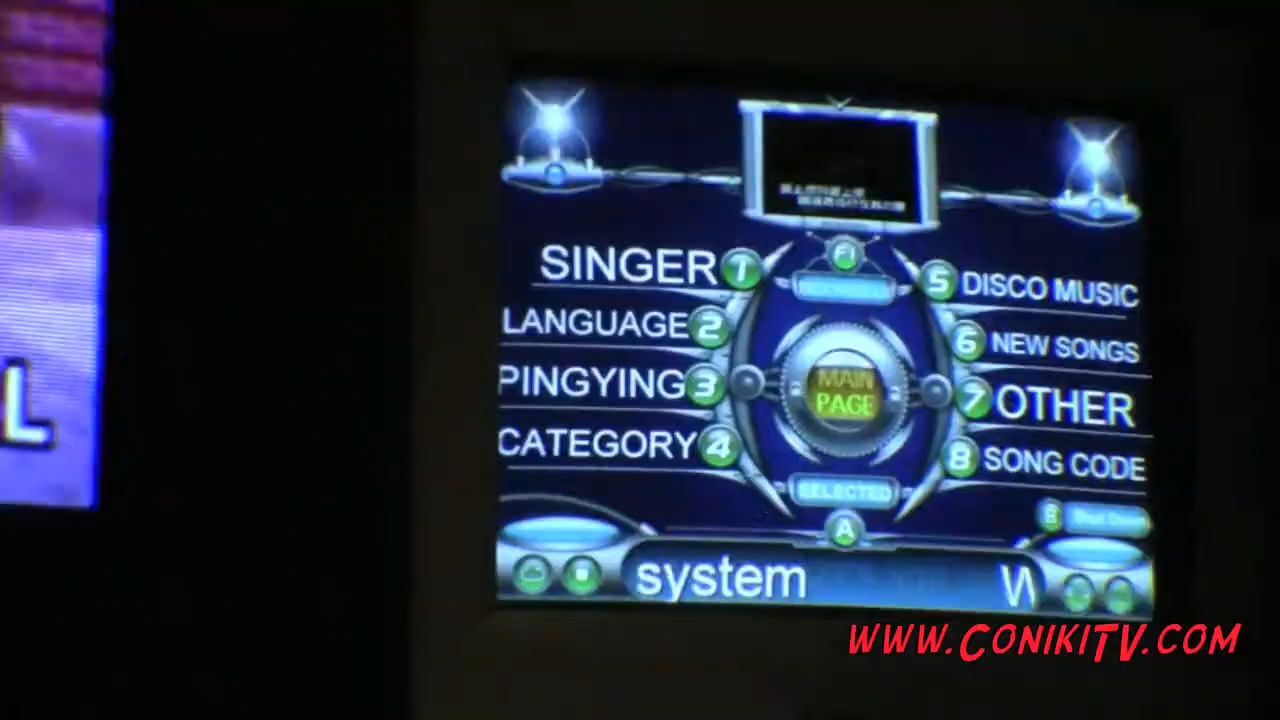 SINGER 1
LANGUAGE 2
PINGYING 3
CATEGORY 4
F1
5 DISCO MUSIC
6 NEW SONGS
7 OTHER
8 SONG CODE
MAIN
PAGE
SELECTED
A
B
system W
L
www.ConikiTV.com